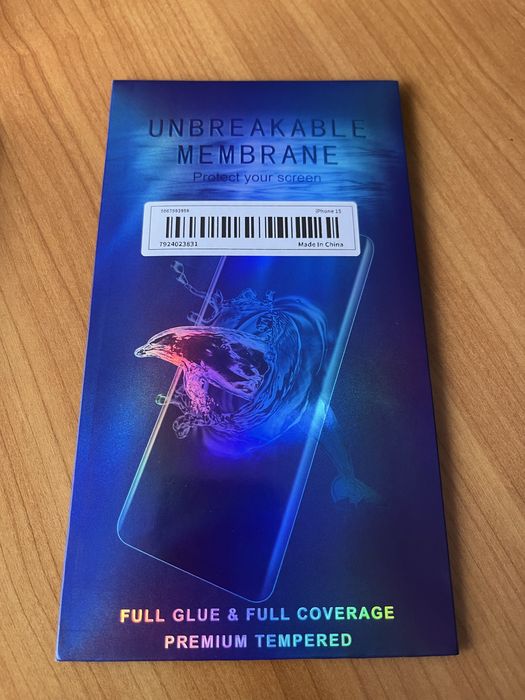 UNBREAKABLE
MEMBRANE
Protect your screen
iPhone 15
7924023831 Made In China
FULL GLUE & FULL COVERAGE
PREMIUM TEMPERED